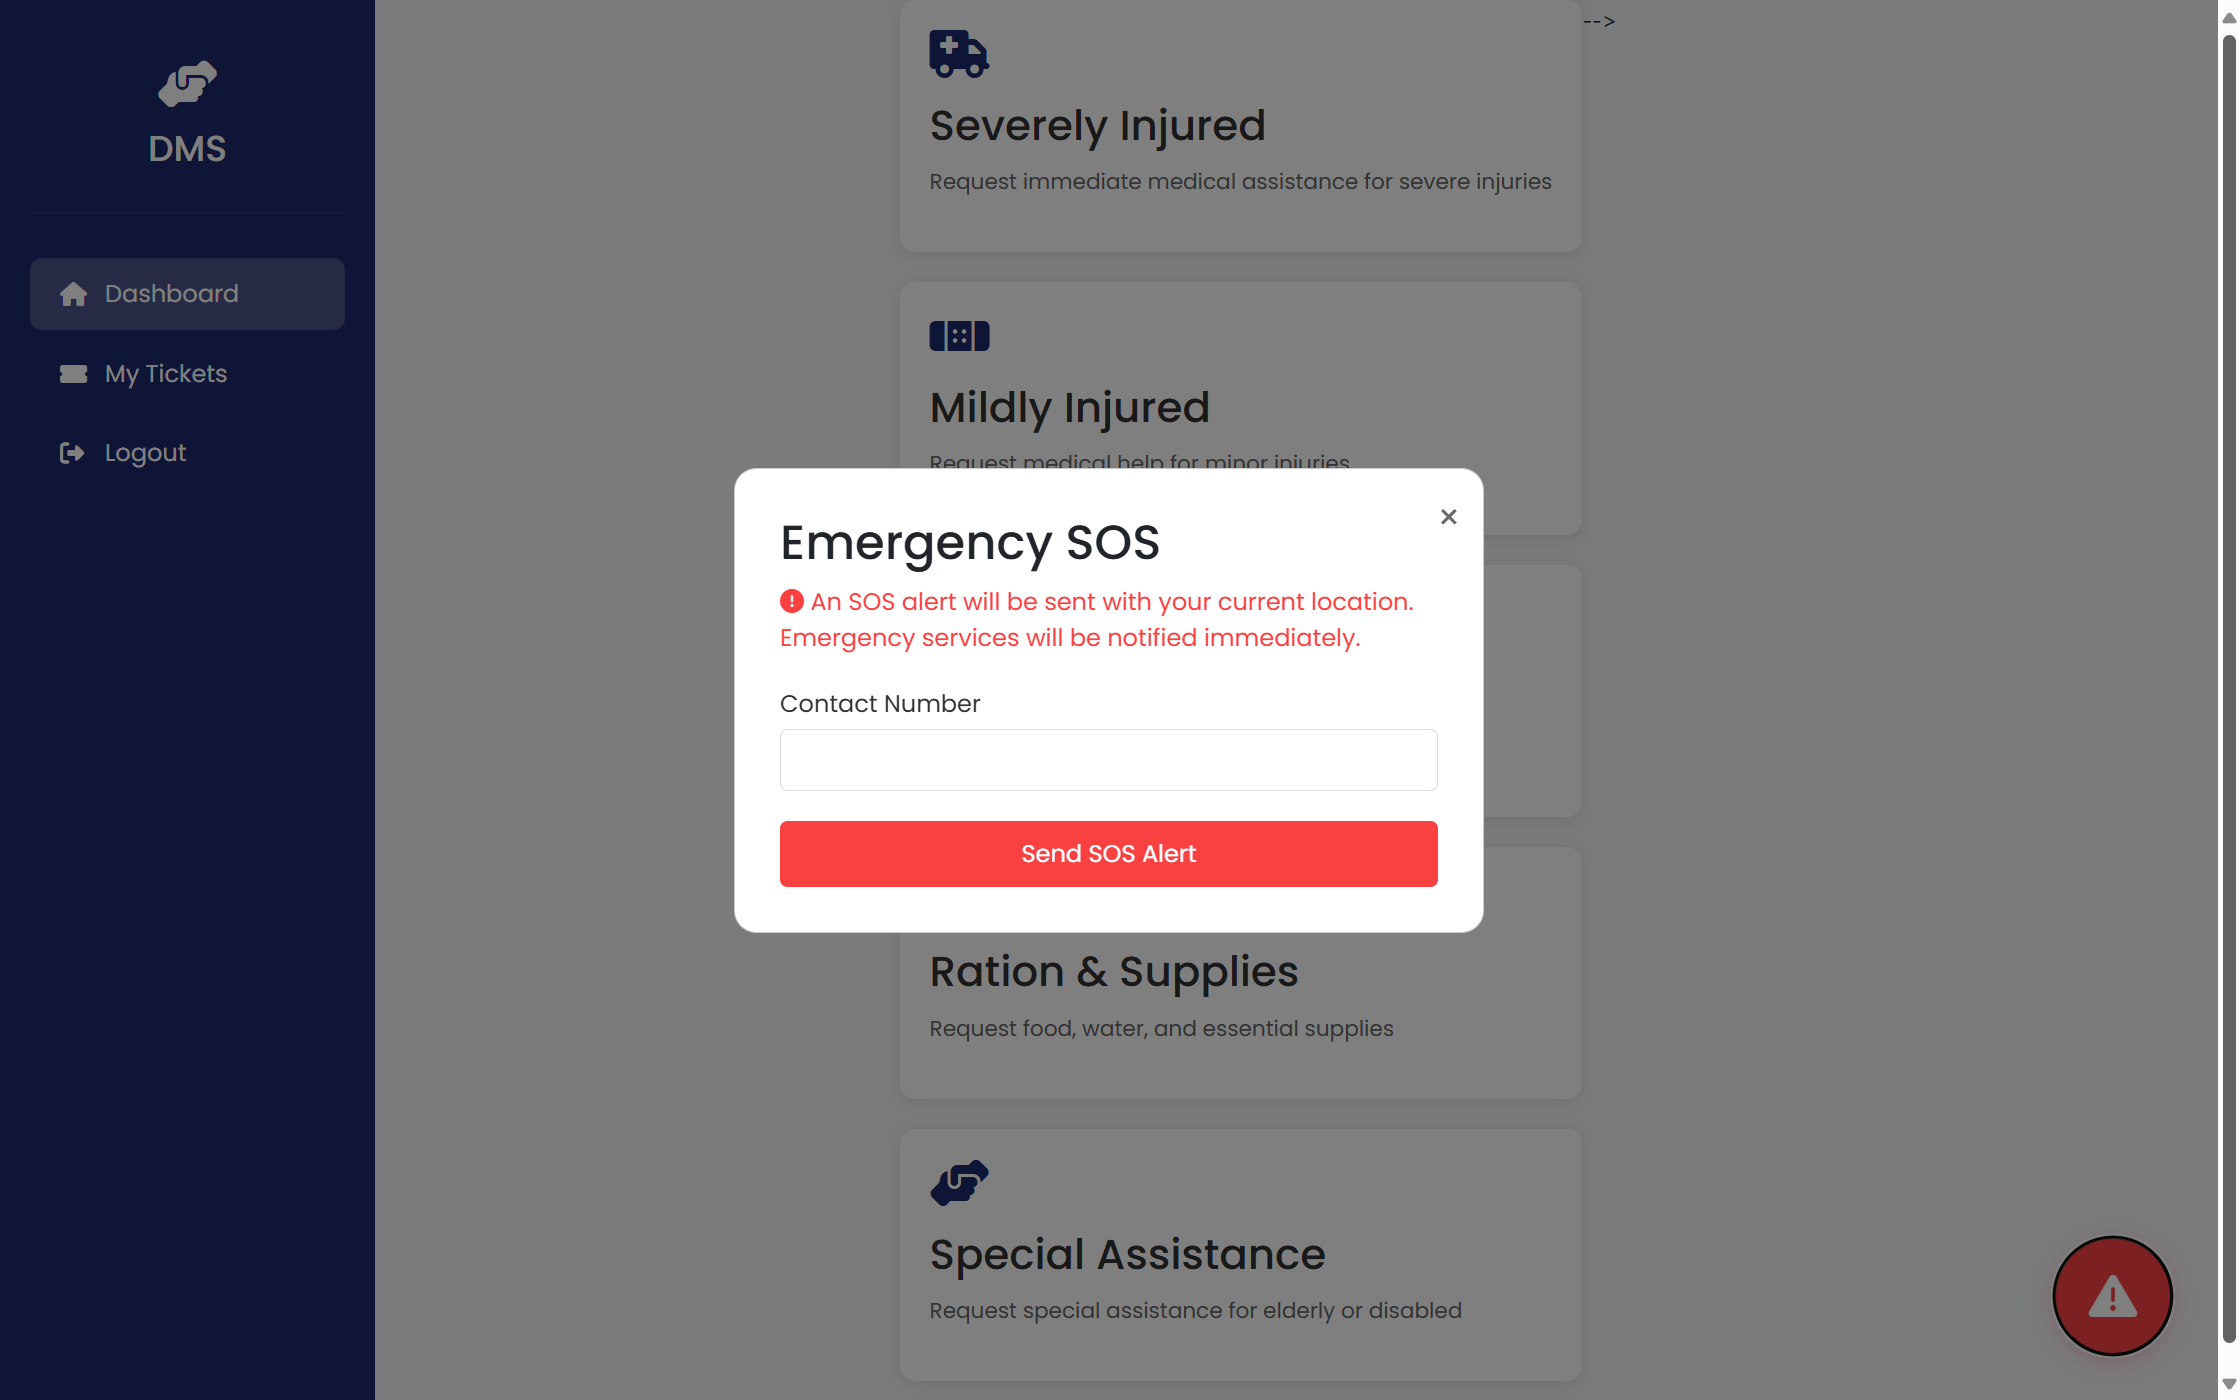 DMS
Dashboard
My Tickets
Logout
-->
Severely Injured
Request immediate medical assistance for severe injuries
Mildly Injured
Request medical help for minor injuries
Emergency SOS
×
An SOS alert will be sent with your current location.
Emergency services will be notified immediately.
Contact Number
Send SOS Alert
Ration & Supplies
Request food, water, and essential supplies
Special Assistance
Request special assistance for elderly or disabled